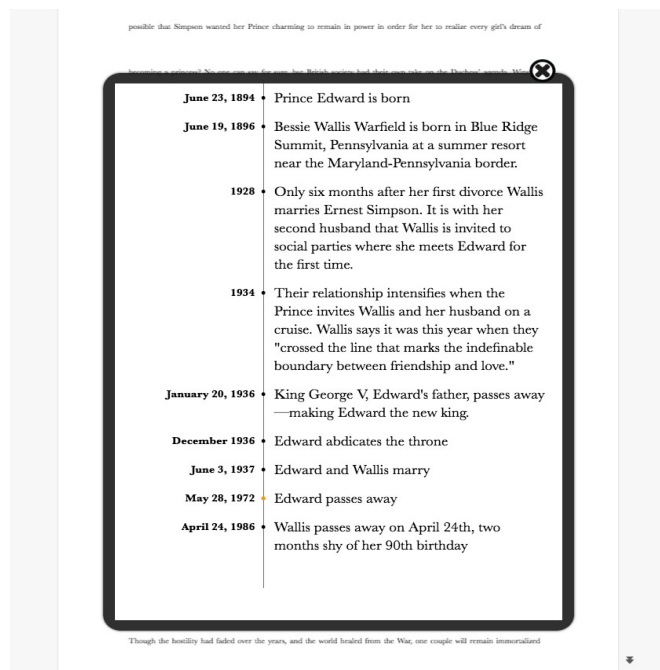 possible that Simpson wanted her Prince charming to remain in power in order for her to realize every girl's dream of
June 23, 1894 Prince Edward is born
June 19, 1896 Bessie Wallis Warfield is born in Blue Ridge
Summit, Pennsylvania at a summer resort
near the Maryland-Pennsylvania border.
1928 Only six months after her first divorce Wallis
marries Ernest Simpson. It is with her
second husband that Wallis is invited to
social parties where she meets Edward for
the first time.
1934 Their relationship intensifies when the
Prince invites Wallis and her husband on a
cruise. Wallis says it was this year when they
"crossed the line that marks the indefinable
boundary between friendship and love."
January 20, 1936 King George V, Edward's father, passes away
—making Edward the new king.
December 1936 Edward abdicates the throne
June 3, 1937 Edward and Wallis marry
May 28, 1972 Edward passes away
April 24, 1986 Wallis passes away on April 24th, two
months shy of her 90th birthday
Though the hostility had faded over the years, and the world healed from the War, one couple will remain immortalized